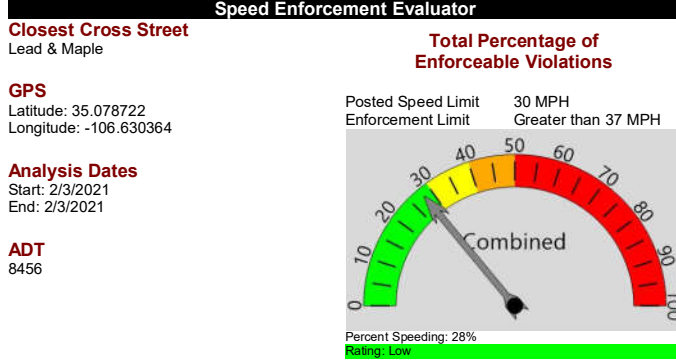 Speed Enforcement Evaluator
Closest Cross Street
Lead & Maple
GPS
Latitude: 35.078722
Longitude: -106.630364
Analysis Dates
Start: 2/3/2021
End: 2/3/2021
ADT
8456
Total Percentage of
Enforceable Violations
Posted Speed Limit 30 MPH
Enforcement Limit Greater than 37 MPH
0 10 20 30 40 50 60 70 80 90 100
Combined
Percent Speeding: 28%
Rating: Low